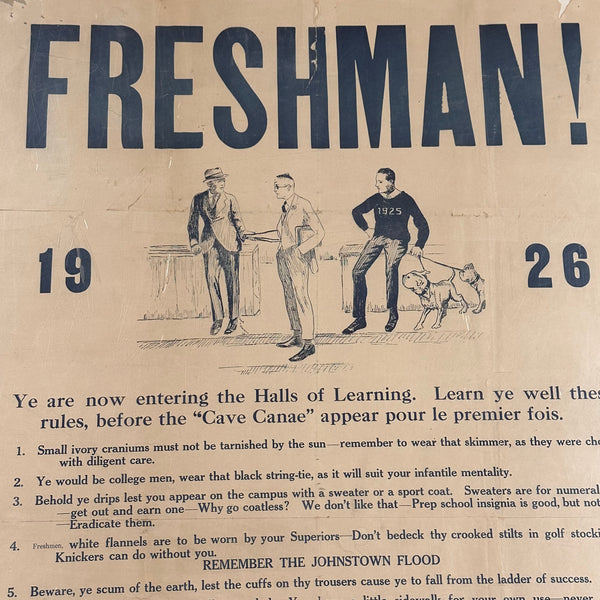 FRESHMAN!
1925
19 26
Ye are now entering the Halls of Learning. Learn ye well
rules, before the "Cave Canae" appear pour le premier fois.
1. Small ivory craniums must not be tarnished by the sun—remember to wear that skimmer, as they were
with diligent care.
2. Ye would be college men, wear that black string-tie, as it will suit your infantile mentality.
3. Behold ye drips lest you appear on the campus with a sweater or a sport coat. Sweaters are for numeral
—get out and earn one—Why go coatless? We don't like that—Prep school insignia is good, but not
—Eradicate them.
4. Freshmen, white flannels are to be worn by your Superiors—Don't bedeck thy crooked stilts in golf
Knickers can do without you.
REMEMBER THE JOHNSTOWN FLOOD
5. Beware, ye scum of the earth, lest the cuffs on thy trousers cause ye to fall from the ladder of success.
little sidewalk for your own use—never